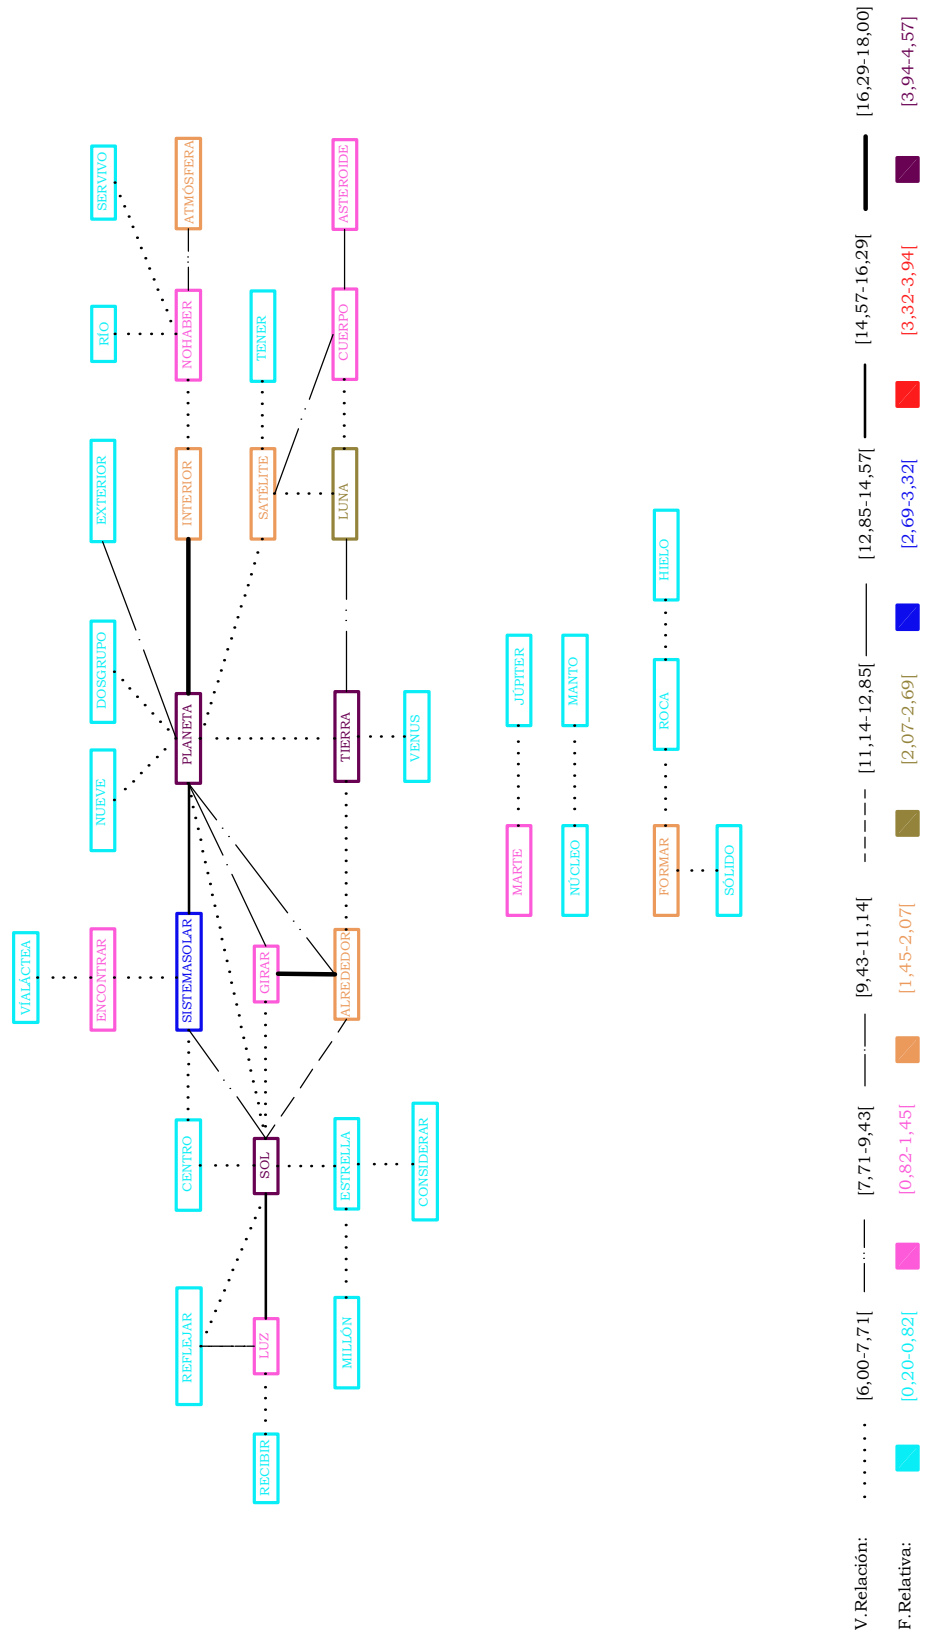 VÍALÁCTEA
ENCONTRAR
NUEVE
DOSGRUPO
EXTERIOR
RÍO
SERVIVO
REFLEJAR
CENTRO
SISTEMASOLAR
PLANETA
INTERIOR
NOHABER
ATMÓSFERA
RECIBIR
LUZ
SOL
GIRAR
SATÉLITE
TENER
MILLÓN
ESTRELLA
ALREDEDOR
TIERRA
LUNA
CUERPO
ASTEROIDE
CONSIDERAR
VENUS
MARTE
JÚPITER
NÚCLEO
MANTO
FORMAR
ROCA
HIELO
SÓLIDO
V.Relación: [6,00-7,71[ [7,71-9,43[ [9,43-11,14[ [11,14-12,85[ [12,85-14,57[ [14,57-16,29[ [16,29-18,00]
F.Relativa: [0,20-0,82[ [0,82-1,45[ [1,45-2,07[ [2,07-2,69[ [2,69-3,32[ [3,32-3,94[ [3,94-4,57]